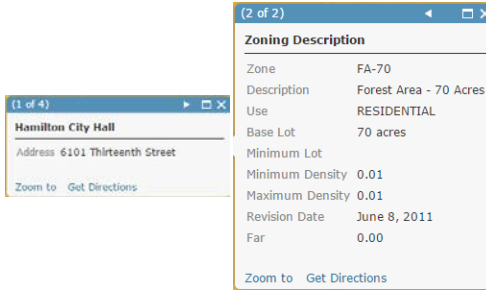 (1 of 4)
Hamilton City Hall
Address 6101 Thirteenth Street
Zoom to Get Directions
(2 of 2)
Zoning Description
Zone FA-70
Description Forest Area - 70 Acres
Use RESIDENTIAL
Base Lot 70 acres
Minimum Lot
Minimum Density 0.01
Maximum Density 0.01
Revision Date June 8, 2011
Far 0.00
Zoom to Get Directions